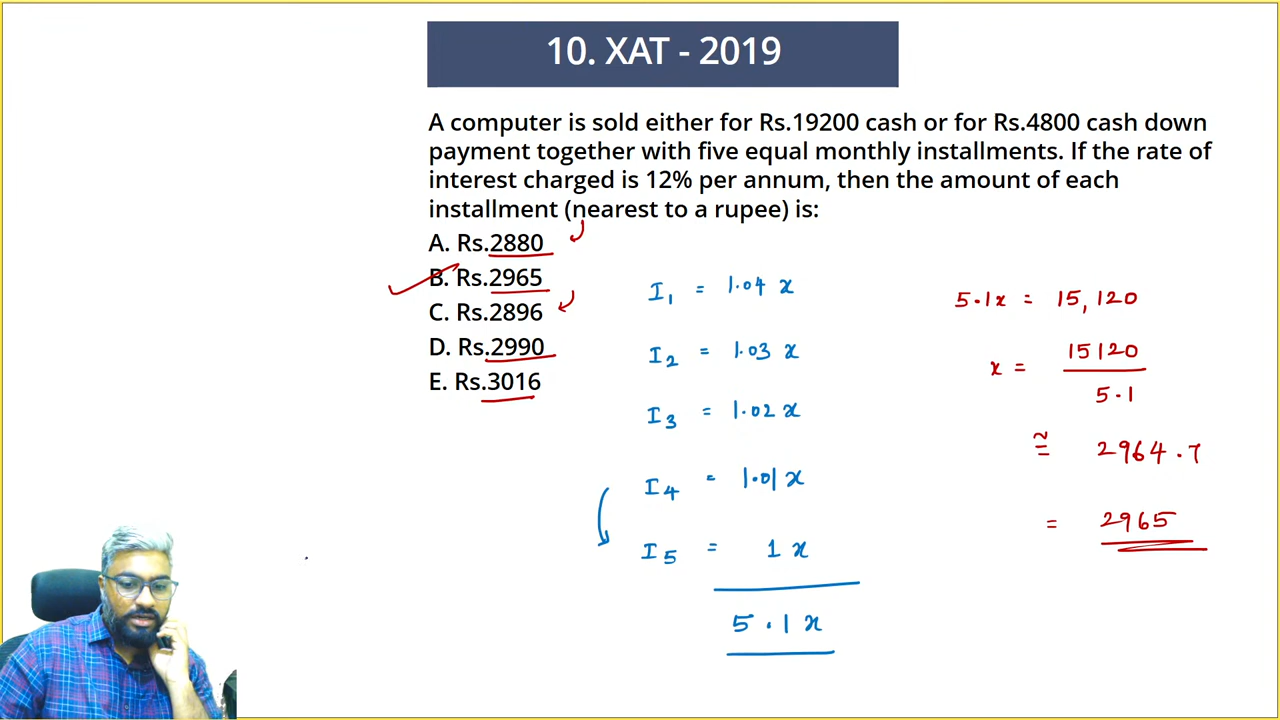 10. XAT - 2019
A computer is sold either for Rs.19200 cash or for Rs.4800 cash down
payment together with five equal monthly installments. If the rate of
interest charged is 12% per annum, then the amount of each
installment (nearest to a rupee) is:
A. Rs.2880
B. Rs.2965
C. Rs.2896
D. Rs.2990
E. Rs.3016
I1 = 1.04 x
I2 = 1.03 x
I3 = 1.02 x
I4 = 1.01 x
I5 = 1 x
5.1 x
5.1x = 15,120
x = 15120
5.1
≅ 2964.7
= 2965